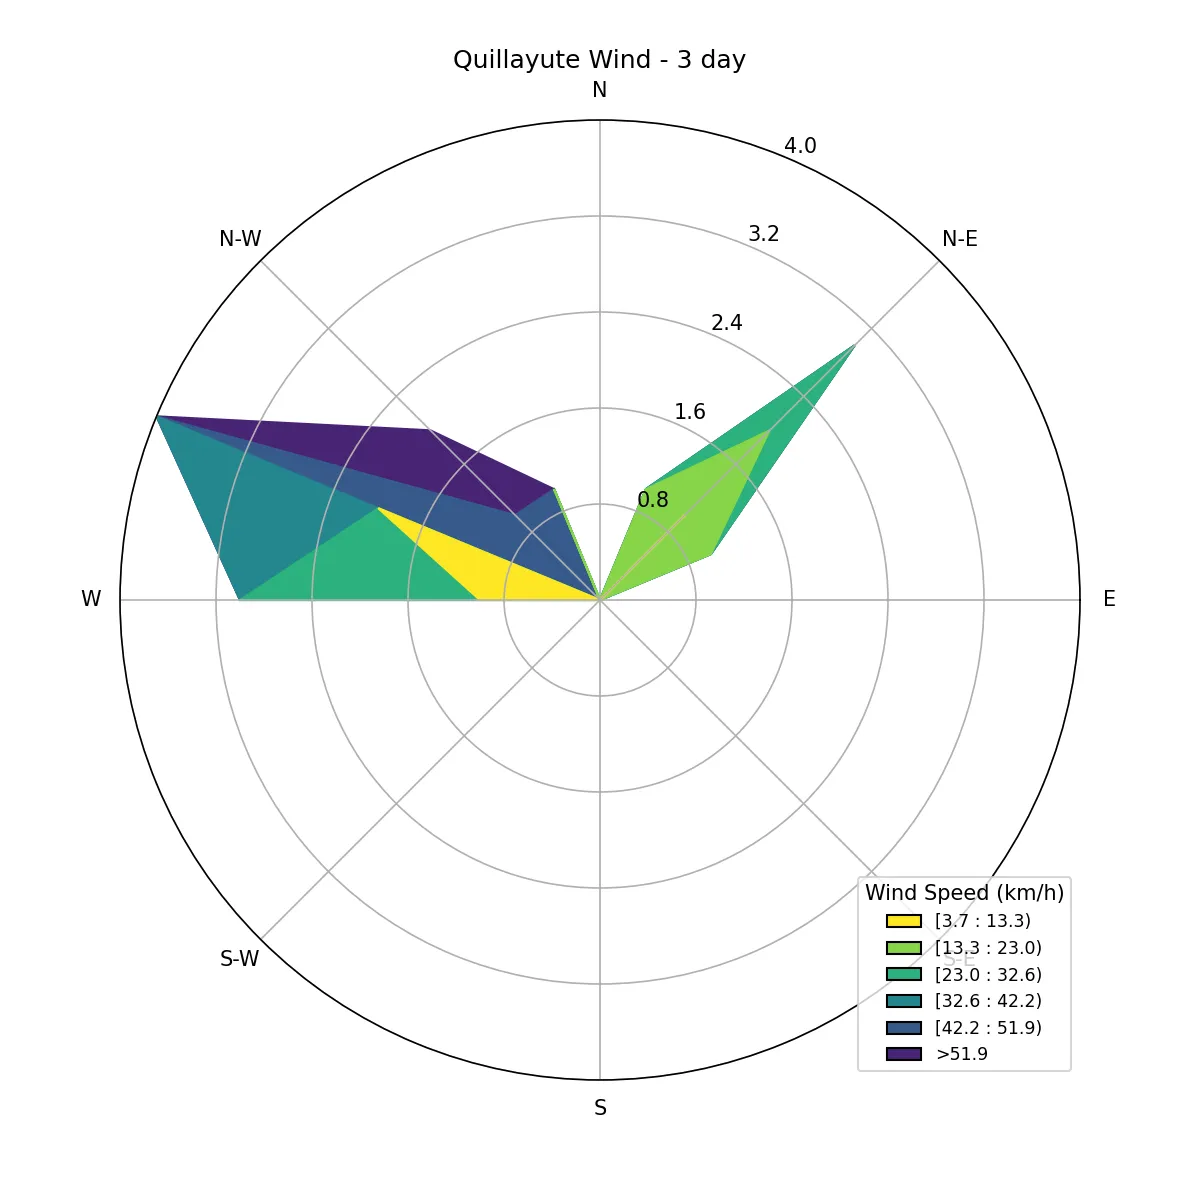 Quillayute Wind - 3 day
N
4.0
3.2
N-W
N-E
2.4
1.6
0.8
W
E
Wind Speed (km/h)
[3.7 : 13.3)
[13.3 : 23.0)
S-W
S-E
[23.0 : 32.6)
[32.6 : 42.2)
[42.2 : 51.9)
>51.9
S